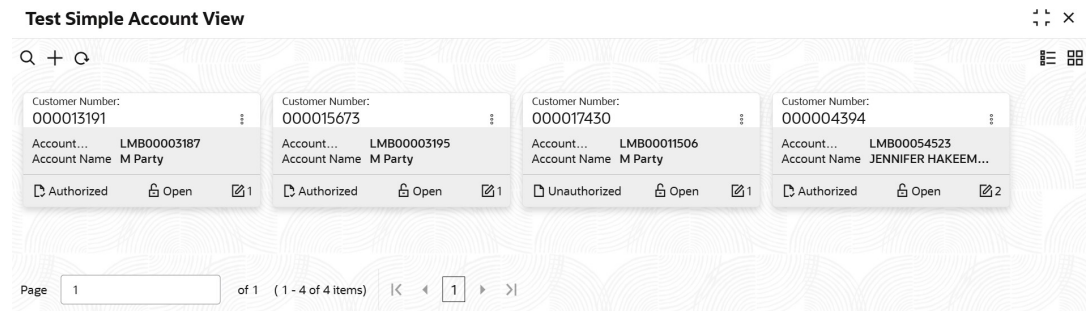 Test Simple Account View
Customer Number:
000013191
Account... LMB00003187
Account Name M Party
Authorized Open 1
Customer Number:
000015673
Account... LMB00003195
Account Name M Party
Authorized Open 1
Customer Number:
000017430
Account... LMB00011506
Account Name M Party
Unauthorized Open 1
Customer Number:
000004394
Account... LMB00054523
Account Name JENNIFER HAKEEM...
Authorized Open 2
Page 1 of 1 ( 1 - 4 of 4 items) 1